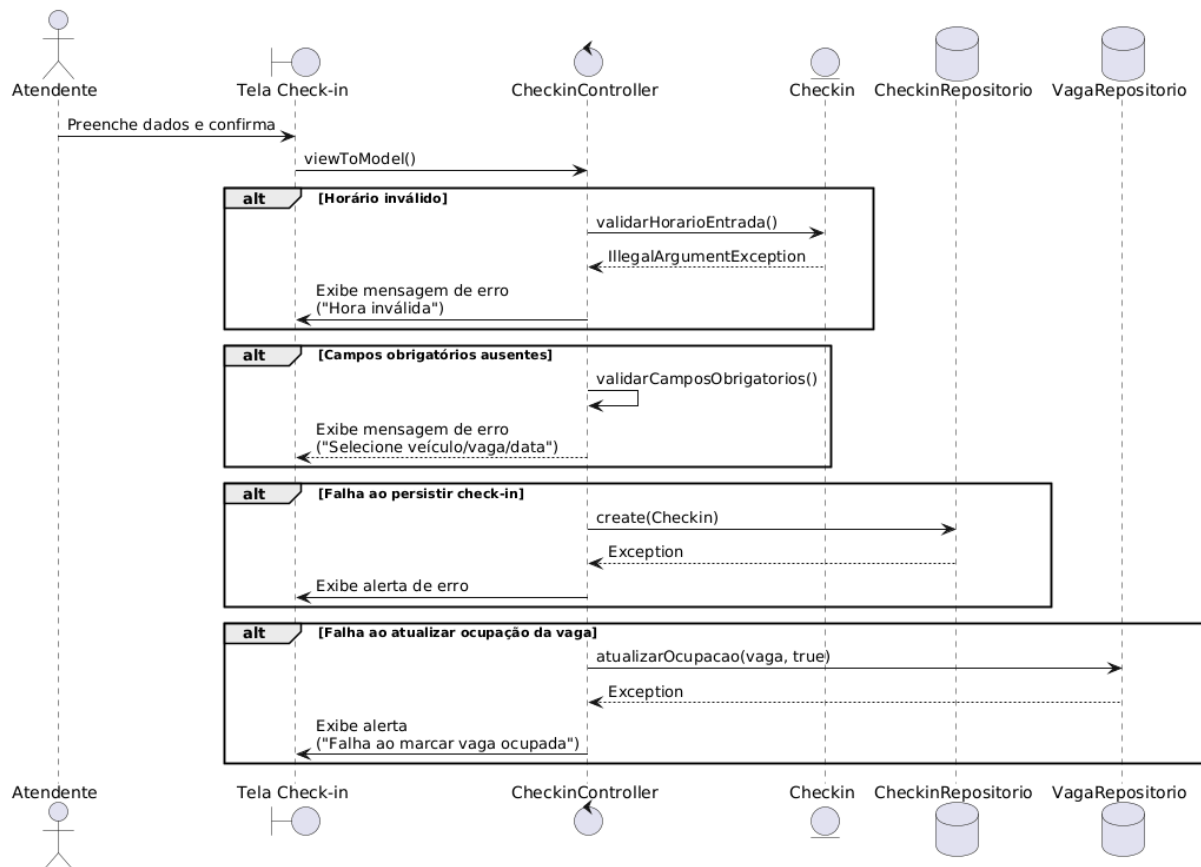 Atendente Tela Check-in CheckinController Checkin CheckinRepositorio VagaRepositorio
Preenche dados e confirma
viewToModel()
alt [Horário inválido]
validarHorarioEntrada()
IllegalArgumentException
Exibe mensagem de erro
("Hora inválida")
alt [Campos obrigatórios ausentes]
validarCamposObrigatorios()
Exibe mensagem de erro
("Selecione veículo/vaga/data")
alt [Falha ao persistir check-in]
create(Checkin)
Exception
Exibe alerta de erro
alt [Falha ao atualizar ocupação da vaga]
atualizarOcupacao(vaga, true)
Exception
Exibe alerta
("Falha ao marcar vaga ocupada")
Atendente Tela Check-in CheckinController Checkin CheckinRepositorio VagaRepositorio